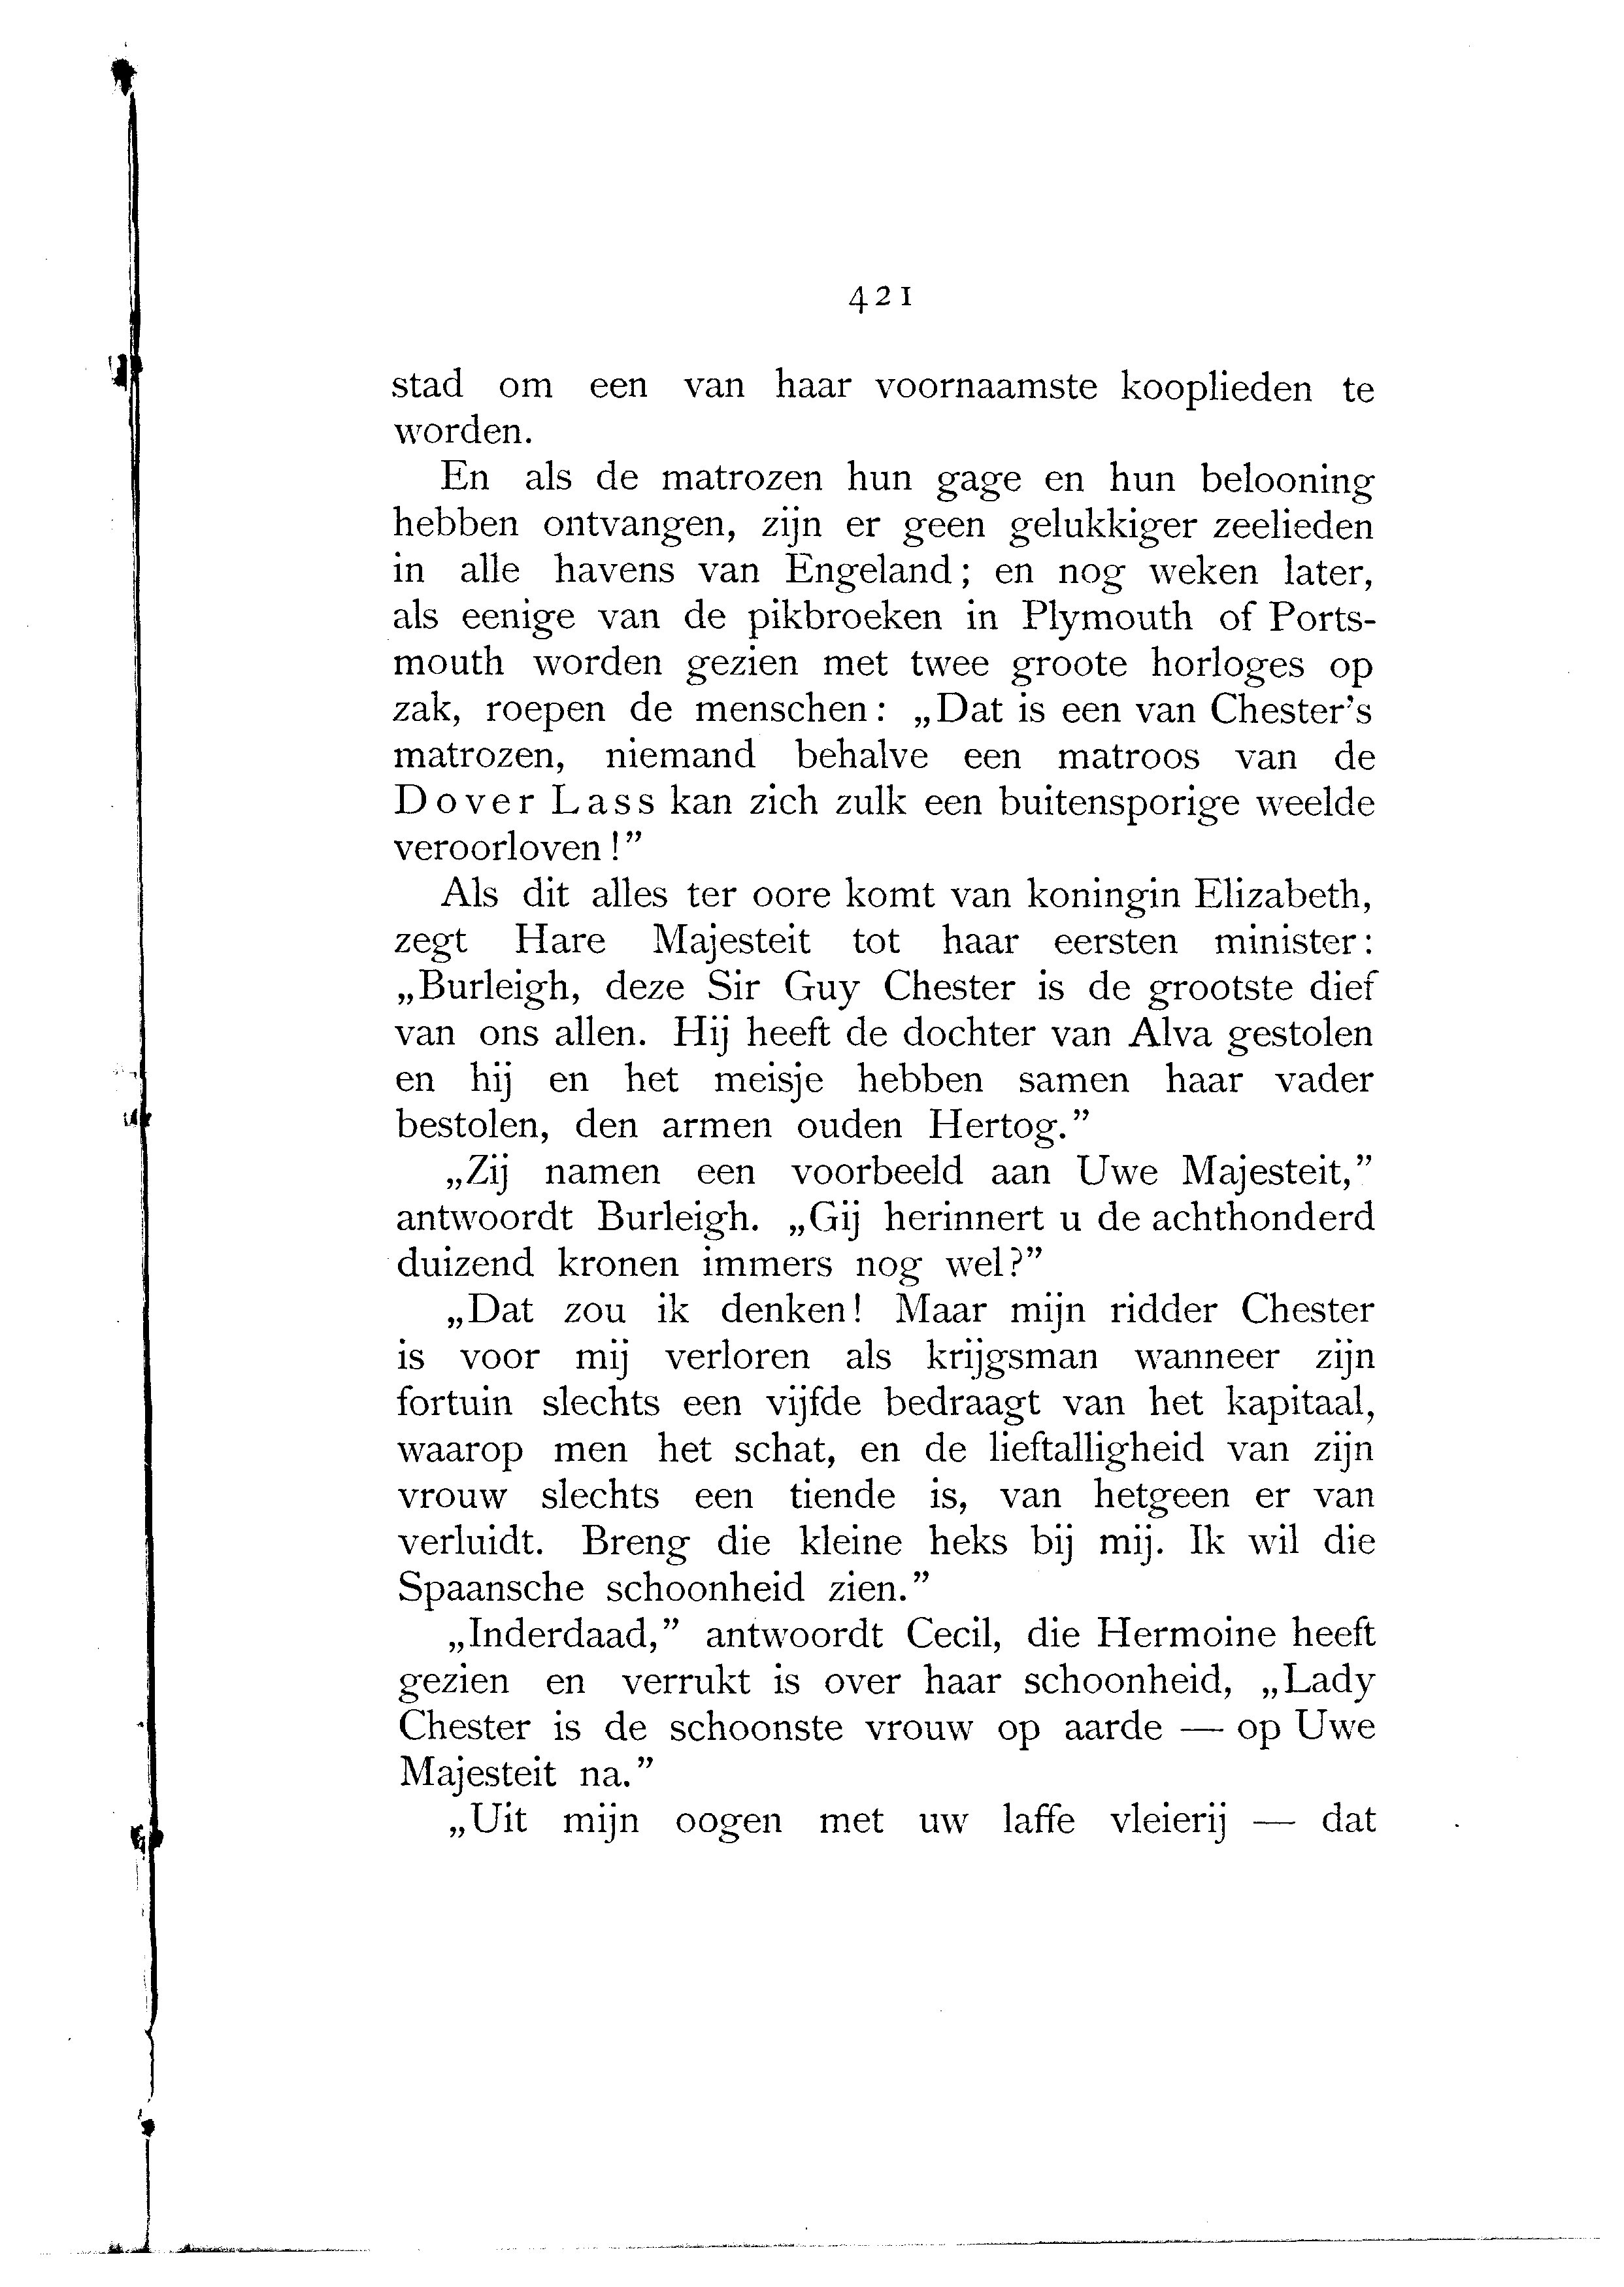 421
stad om een van haar voornaamste kooplieden te
worden.
En als de matrozen hun gage en hun belooning
hebben ontvangen, zijn er geen gelukkiger zeelieden
in alle havens van Engeland; en nog weken later,
als eenige van de pikbroeken in Plymouth of Ports-
mouth worden gezien met twee groote horloges op
zak, roepen de menschen: „Dat is een van Chester's
matrozen, niemand behalve een matroos van de
Dover Lass kan zich zulk een buitensporige weelde
veroorloven!”
Als dit alles ter oore komt van koningin Elizabeth,
zegt Hare Majesteit tot haar eersten minister:
„Burleigh, deze Sir Guy Chester is de grootste dief
van ons allen. Hij heeft de dochter van Alva gestolen
en hij en het meisje hebben samen haar vader
bestolen, den armen ouden Hertog.”
„Zij namen een voorbeeld aan Uwe Majesteit,”
antwoordt Burleigh. „Gij herinnert u de achthonderd
duizend kronen immers nog wel?”
„Dat zou ik denken! Maar mijn ridder Chester
is voor mij verloren als krijgsman wanneer zijn
fortuin slechts een vijfde bedraagt van het kapitaal,
waarop men het schat, en de lieftalligheid van zijn
vrouw slechts een tiende is, van hetgeen er van
verluidt. Breng die kleine heks bij mij. Ik wil die
Spaansche schoonheid zien.”
„Inderdaad,” antwoordt Cecil, die Hermoine heeft
gezien en verrukt is over haar schoonheid, „Lady
Chester is de schoonste vrouw op aarde — op Uwe
Majesteit na.”
„Uit mijn oogen met uw laffe vleierij — dat